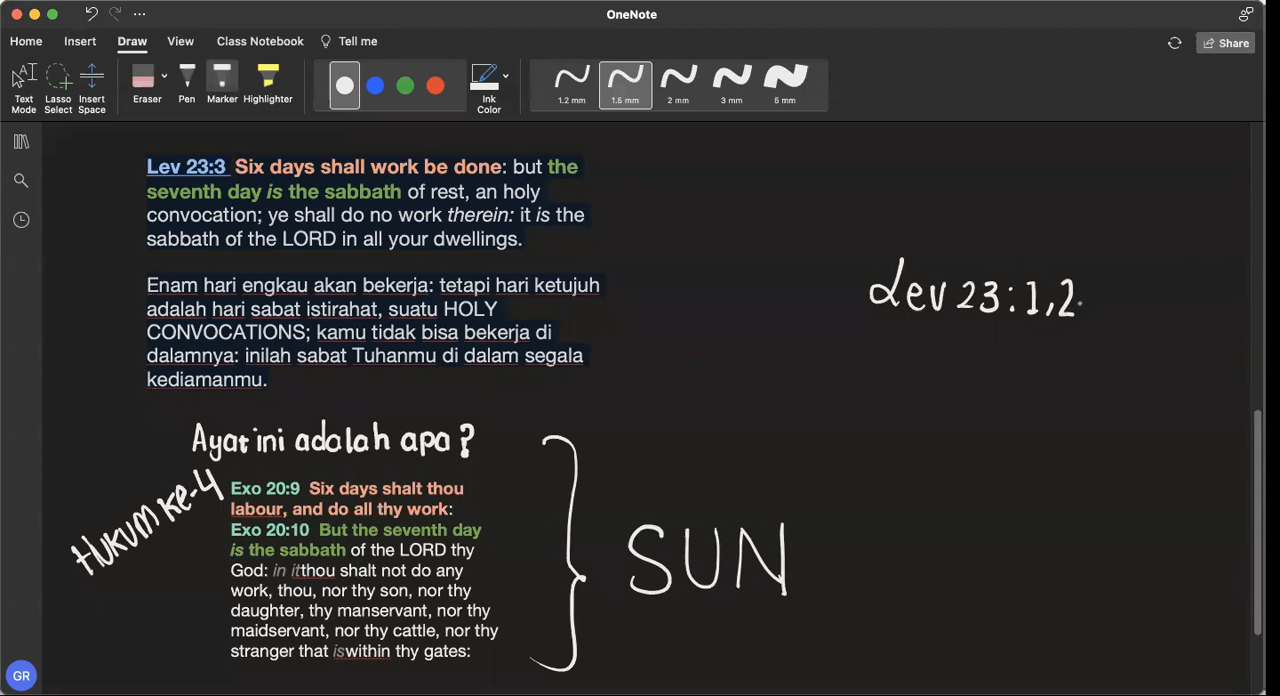 OneNote
Home Insert Draw View Class Notebook Tell me
Share
Text Mode
Lasso Select
Insert Space
Eraser
Pen
Marker
Highlighter
Ink Color
1.2 mm
1.6 mm
2 mm
3 mm
5 mm
Lev 23:3 Six days shall work be done: but the
seventh day is the sabbath of rest, an holy
convocation; ye shall do no work therein: it is the
sabbath of the LORD in all your dwellings.
Enam hari engkau akan bekerja: tetapi hari ketujuh
adalah hari sabat istirahat, suatu HOLY
CONVOCATIONS; kamu tidak bisa bekerja di
dalamnya: inilah sabat Tuhanmu di dalam segala
kediamanmu.
Lev 23:1,2
Ayat ini adalah apa?
Hukum ke-4
Exo 20:9 Six days shalt thou
labour, and do all thy work:
Exo 20:10 But the seventh day
is the sabbath of the LORD thy
God: in itthou shalt not do any
work, thou, nor thy son, nor thy
daughter, thy manservant, nor thy
maidservant, nor thy cattle, nor thy
stranger that iswithin thy gates:
SUN
GR